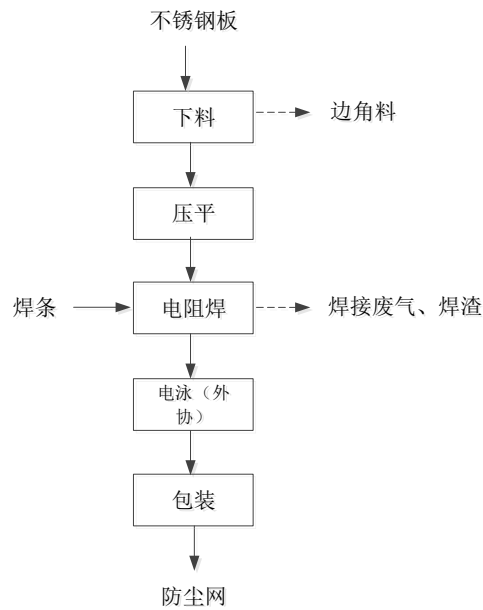 不锈钢板
下料
边角料
压平
焊条
电阻焊
焊接废气、焊渣
电泳（外
协）
包装
防尘网